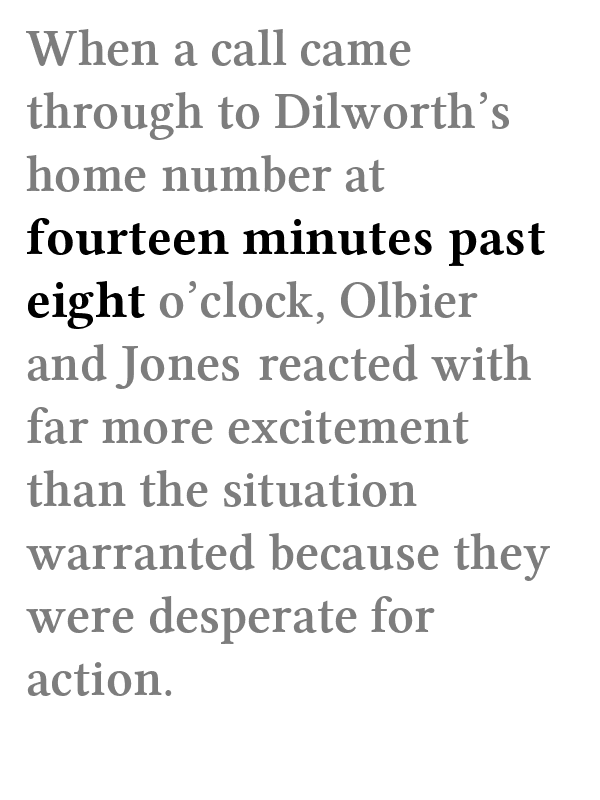 When a call came
through to Dilworth’s
home number at
fourteen minutes past
eight o’clock, Olbier
and Jones reacted with
far more excitement
than the situation
warranted because they
were desperate for
action.